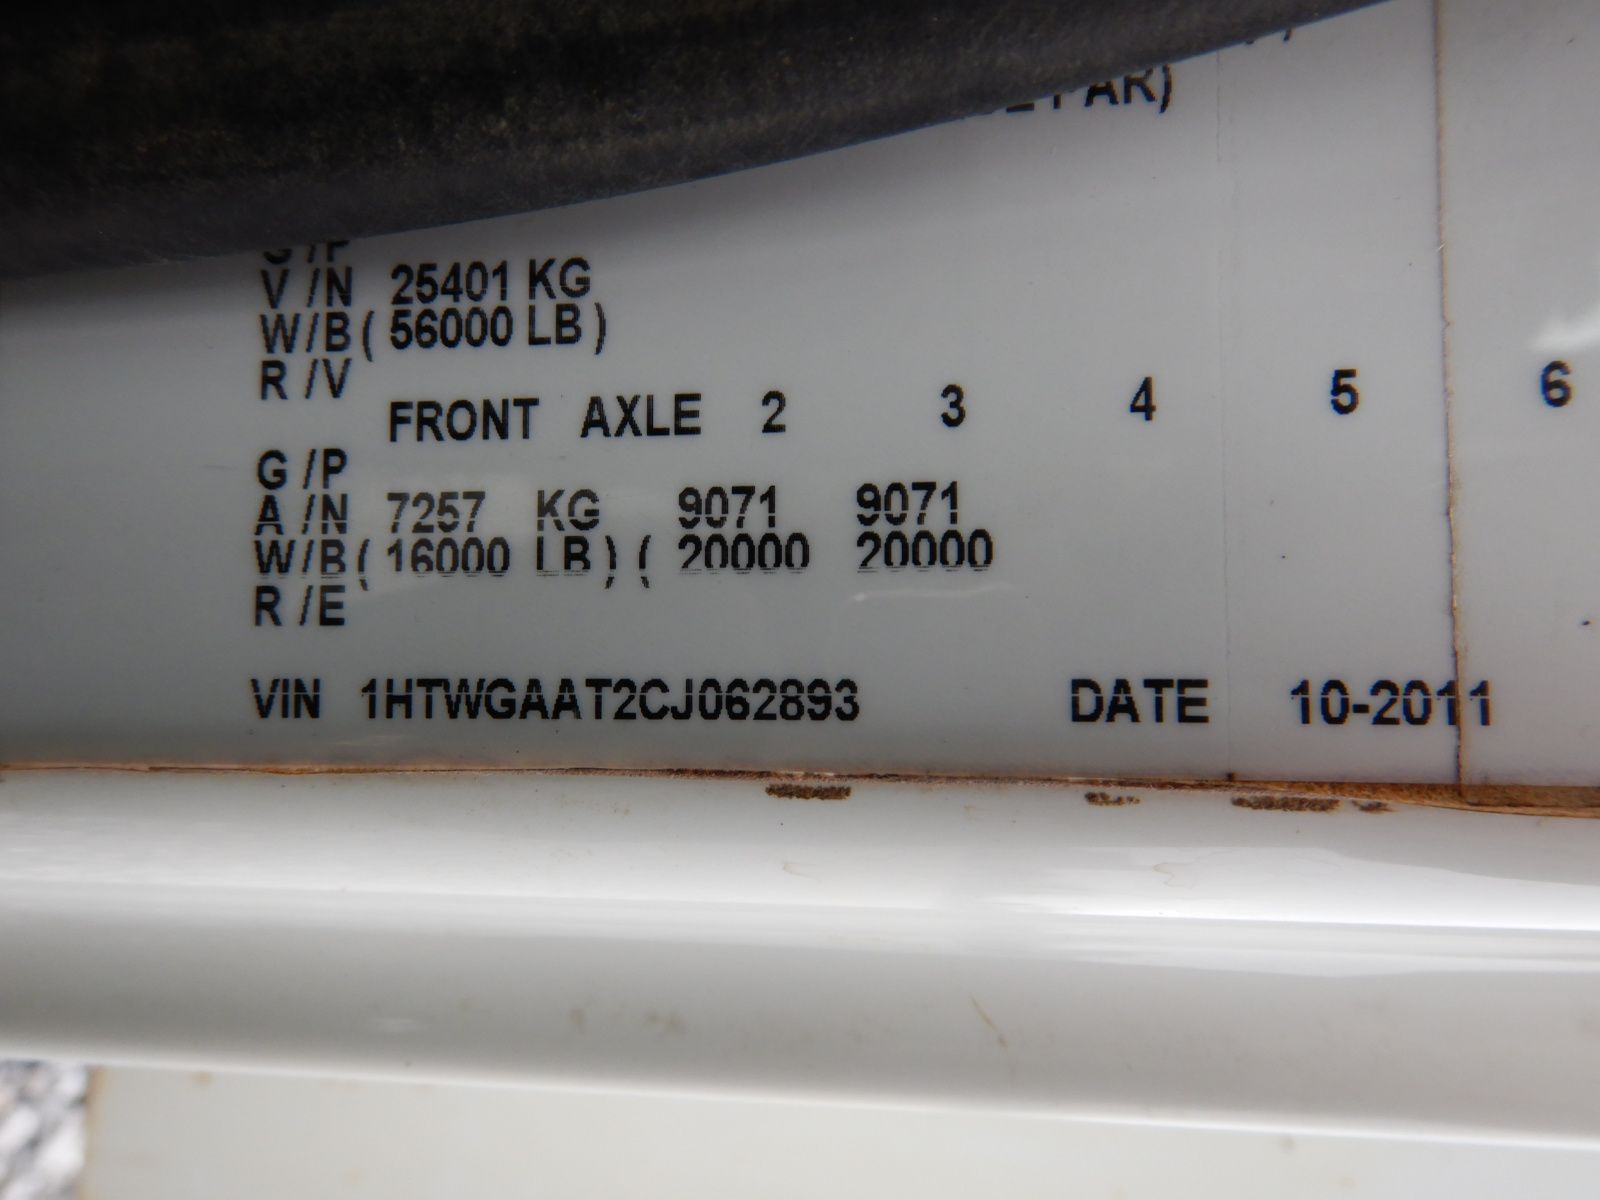 PAR)
G/P
V/N 25401 KG
W/B( 56000 LB)
R/V
FRONT AXLE 2 3 4 5 6
G/P
A/N 7257 KG 9071 9071
W/B( 16000 LB) ( 20000 20000
R/E
VIN 1HTWGAAT2CJ062893 DATE 10-2011